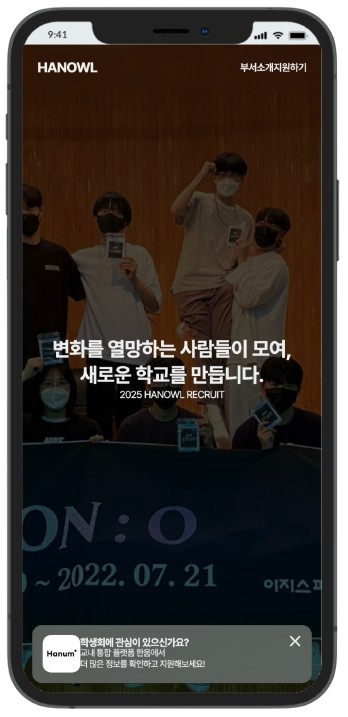 9:41
HANOWL
부서소개지원하기
변화를 열망하는 사람들이 모여,
새로운 학교를 만듭니다.
2025 HANOWL RECRUIT
ON : O
~ 2022. 07. 21
이지스퍼
Hanum
학생회에 관심이 있으신가요?
교내 통합 플랫폼 한움에서
더 많은 정보를 확인하고 지원해보세요!